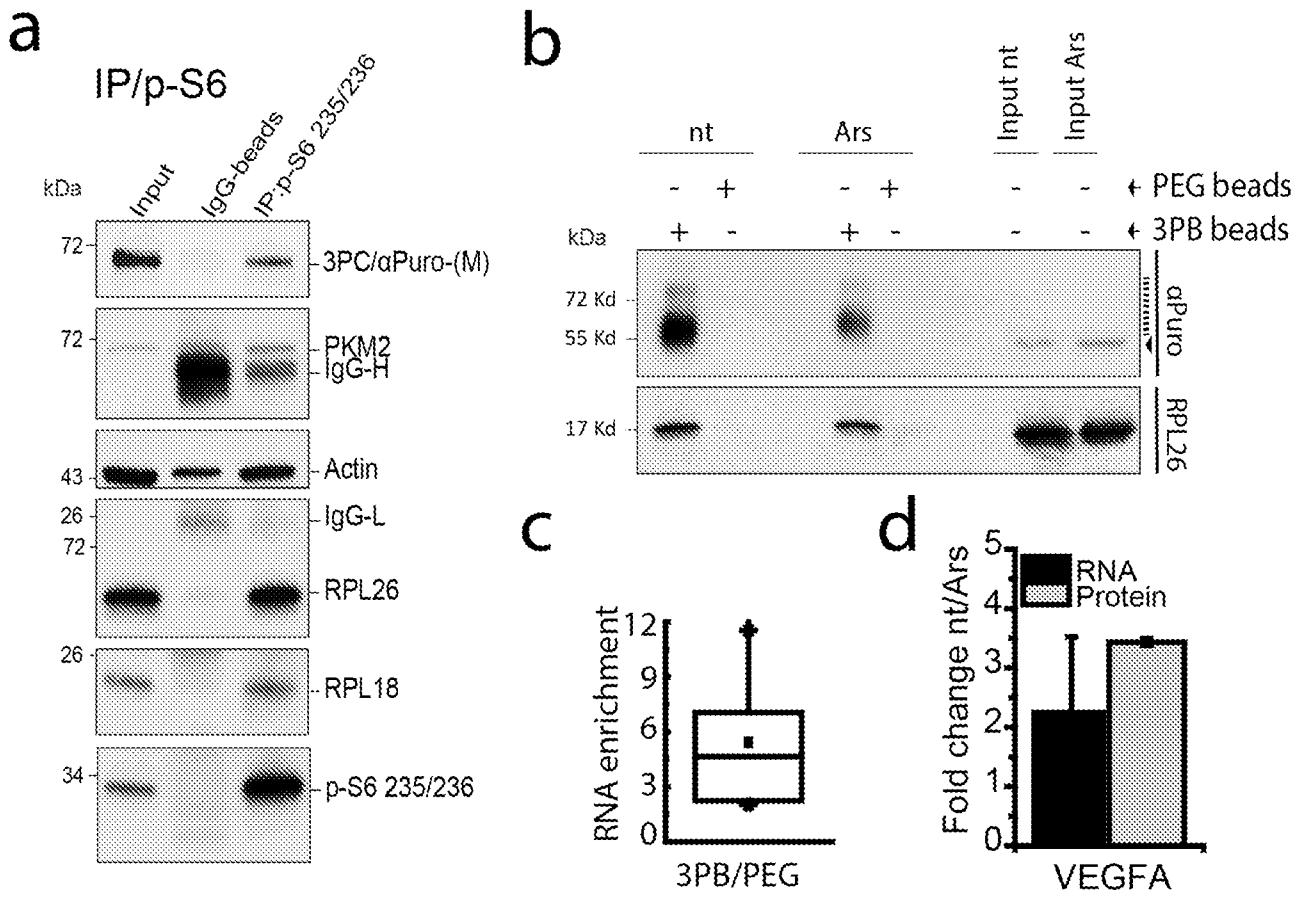 a
IP/p-S6
kDa
Input
IgG-beads
IP:p-S6 235/236
72
3PC/αPuro-(M)
72
PKM2
IgG-H
Actin
43
26
IgG-L
72
RPL26
26
RPL18
34
p-S6 235/236
b
nt
Ars
Input nt
Input Ars
- + - + - - PEG beads
kDa
+ - + - - - 3PB beads
72 Kd
55 Kd
αPuro
17 Kd
RPL26
c
RNA enrichment
12
9
6
3
0
3PB/PEG
d
Fold change nt/Ars
5
4
3
2
1
0
RNA
Protein
VEGFA